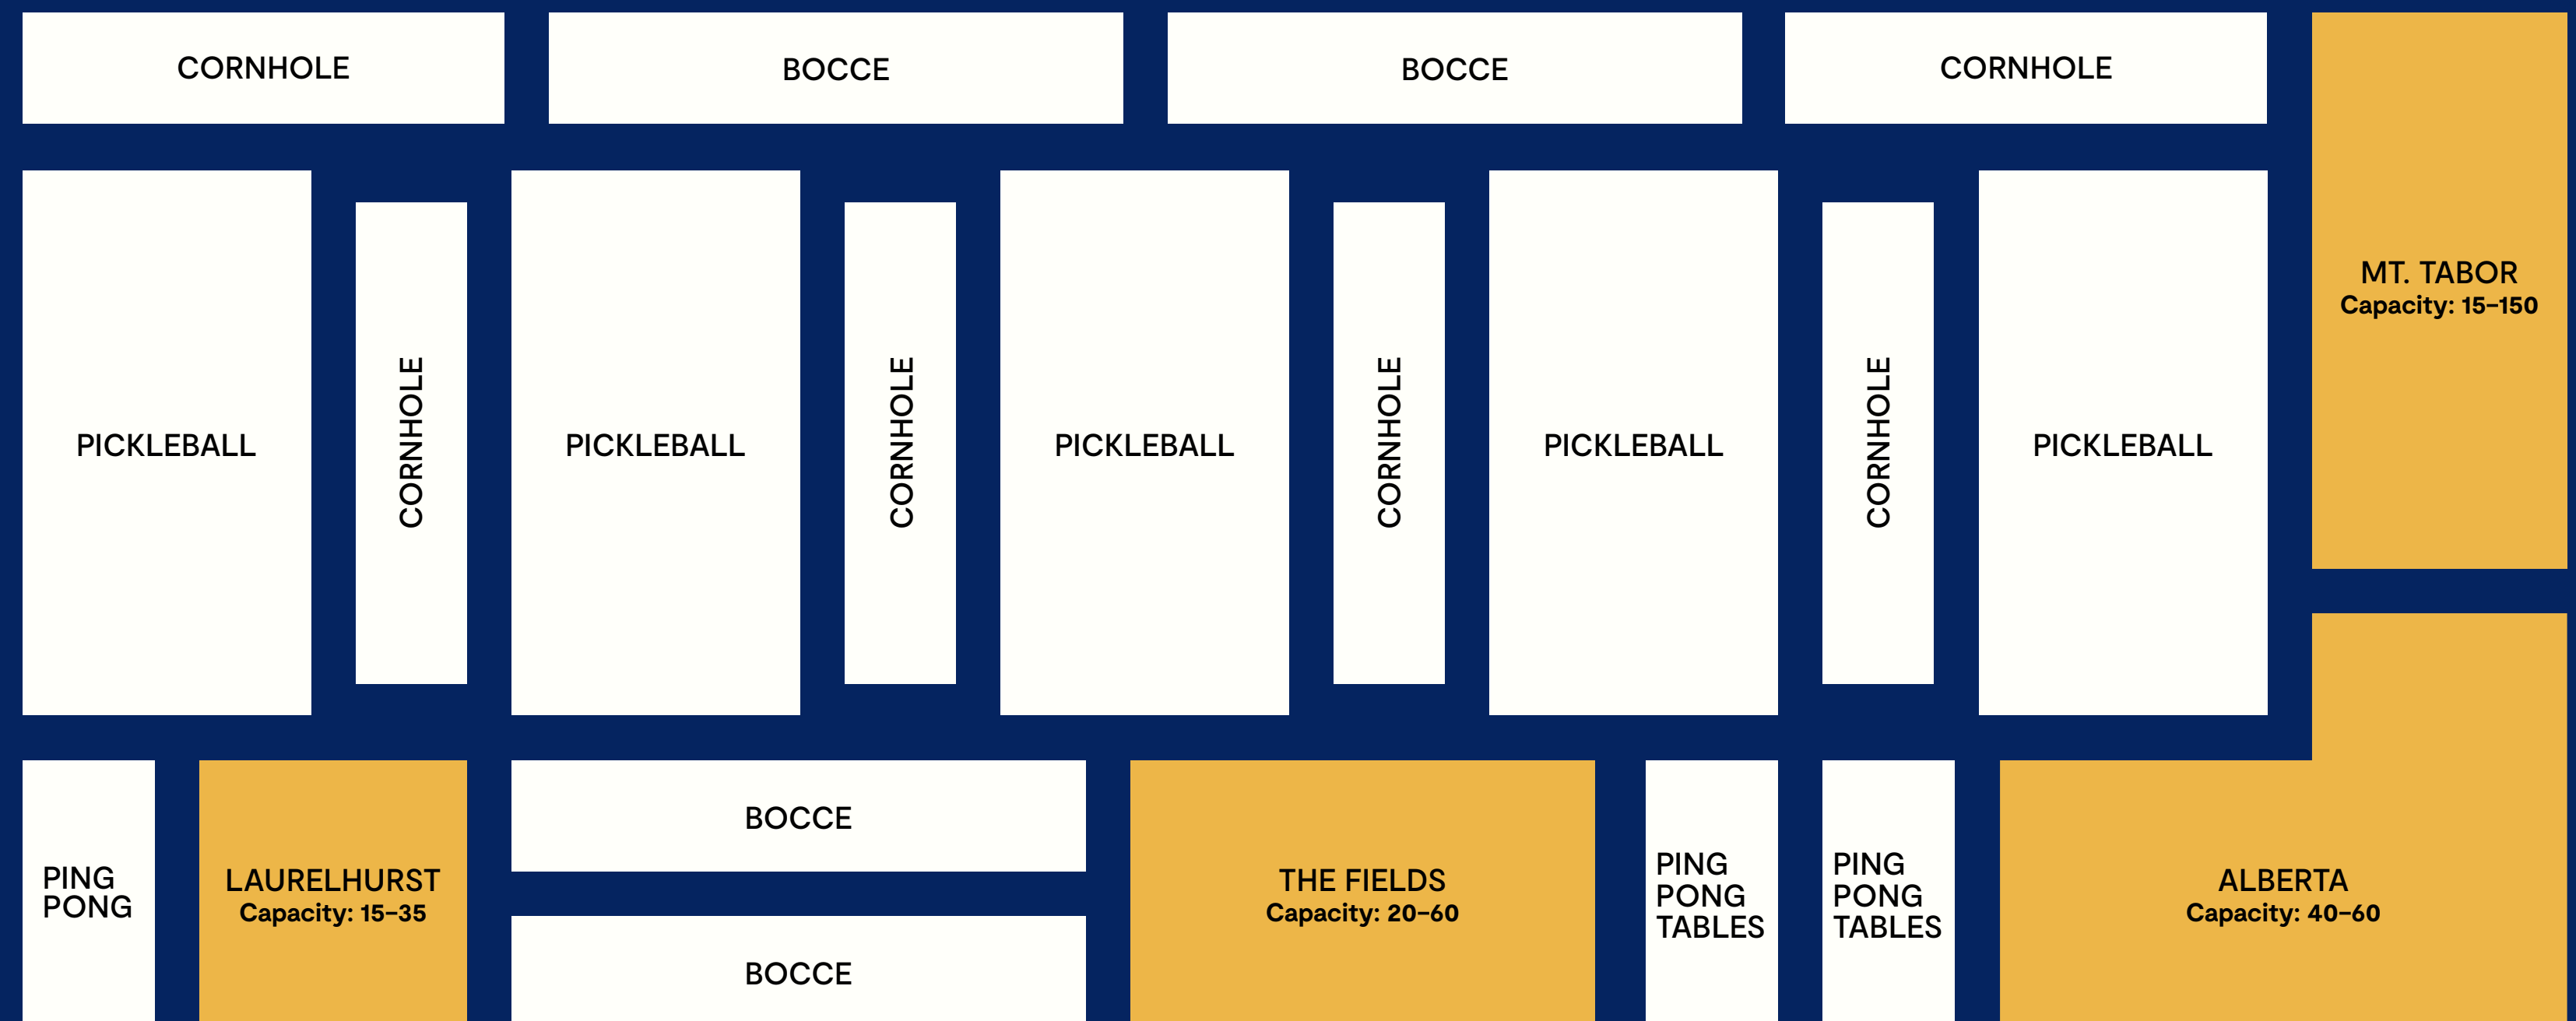 CORNHOLE
BOCCE
BOCCE
CORNHOLE
MT. TABOR
Capacity: 15–150
PICKLEBALL
CORNHOLE
PICKLEBALL
CORNHOLE
PICKLEBALL
CORNHOLE
PICKLEBALL
CORNHOLE
PICKLEBALL
PING
PONG
LAURELHURST
Capacity: 15–35
BOCCE
BOCCE
THE FIELDS
Capacity: 20–60
PING
PONG
TABLES
PING
PONG
TABLES
ALBERTA
Capacity: 40–60